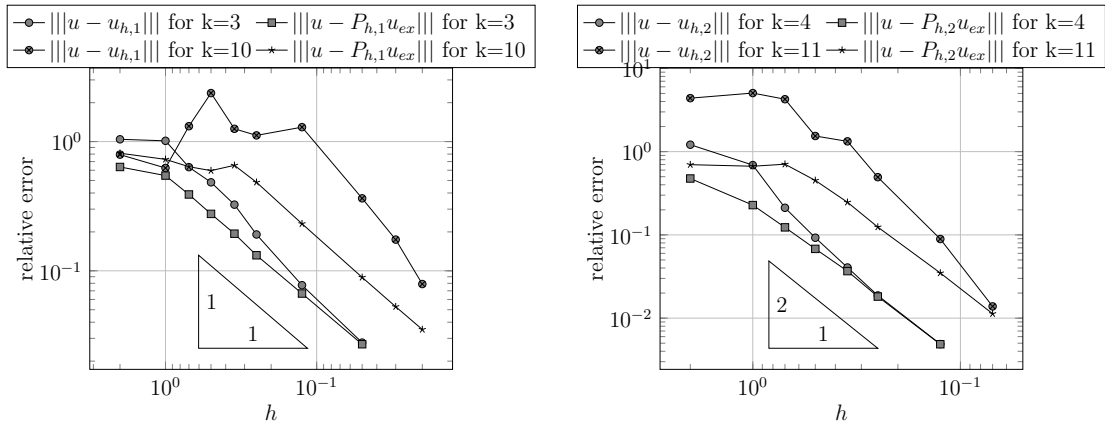 |||u − u_{h,1}||| for k=3 |||u − P_{h,1}u_{ex}||| for k=3
|||u − u_{h,1}||| for k=10 |||u − P_{h,1}u_{ex}||| for k=10
10^0
10^{−1}
relative error
1
1
10^0
10^{−1}
h
|||u − u_{h,2}||| for k=4 |||u − P_{h,2}u_{ex}||| for k=4
|||u − u_{h,2}||| for k=11 |||u − P_{h,2}u_{ex}||| for k=11
10^1
10^0
10^{−1}
10^{−2}
relative error
2
1
10^0
10^{−1}
h